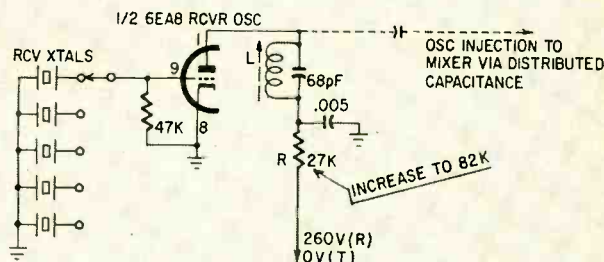 1/2 6EA8 RCVR OSC
RCV XTALS
1
9
8
47K
L
68pF
.005
R 27K
INCREASE TO 82K
260V(R)
0V(T)
OSC INJECTION TO
MIXER VIA DISTRIBUTED
CAPACITANCE